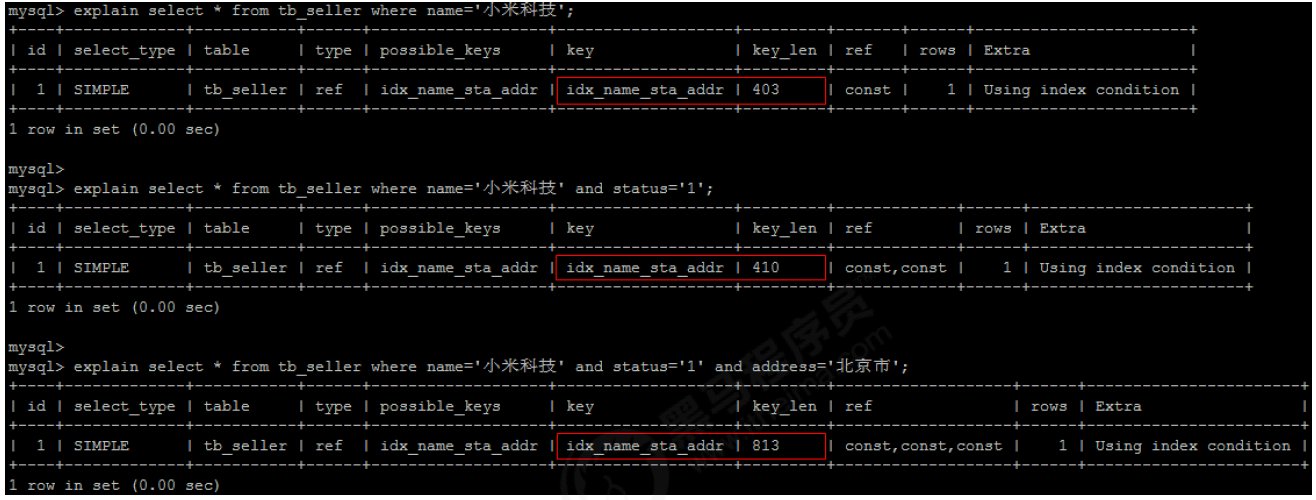 mysql> explain select * from tb_seller where name='小米科技';
+----+-------------+-----------+------+-------------------+-------------------+---------+-------+------+-----------------------+
| id | select_type | table | type | possible_keys | key | key_len | ref | rows | Extra |
+----+-------------+-----------+------+-------------------+-------------------+---------+-------+------+-----------------------+
| 1 | SIMPLE | tb_seller | ref | idx_name_sta_addr | idx_name_sta_addr | 403 | const | 1 | Using index condition |
+----+-------------+-----------+------+-------------------+-------------------+---------+-------+------+-----------------------+
1 row in set (0.00 sec)
mysql>
mysql> explain select * from tb_seller where name='小米科技' and status='1';
+----+-------------+-----------+------+-------------------+-------------------+---------+-------------+------+-----------------------+
| id | select_type | table | type | possible_keys | key | key_len | ref | rows | Extra |
+----+-------------+-----------+------+-------------------+-------------------+---------+-------------+------+-----------------------+
| 1 | SIMPLE | tb_seller | ref | idx_name_sta_addr | idx_name_sta_addr | 410 | const,const | 1 | Using index condition |
+----+-------------+-----------+------+-------------------+-------------------+---------+-------------+------+-----------------------+
1 row in set (0.00 sec)
mysql>
mysql> explain select * from tb_seller where name='小米科技' and status='1' and address='北京市';
+----+-------------+-----------+------+-------------------+-------------------+---------+-------------------+------+-----------------------+
| id | select_type | table | type | possible_keys | key | key_len | ref | rows | Extra |
+----+-------------+-----------+------+-------------------+-------------------+---------+-------------------+------+-----------------------+
| 1 | SIMPLE | tb_seller | ref | idx_name_sta_addr | idx_name_sta_addr | 813 | const,const,const | 1 | Using index condition |
+----+-------------+-----------+------+-------------------+-------------------+---------+-------------------+------+-----------------------+
1 row in set (0.00 sec)
黑马程序员